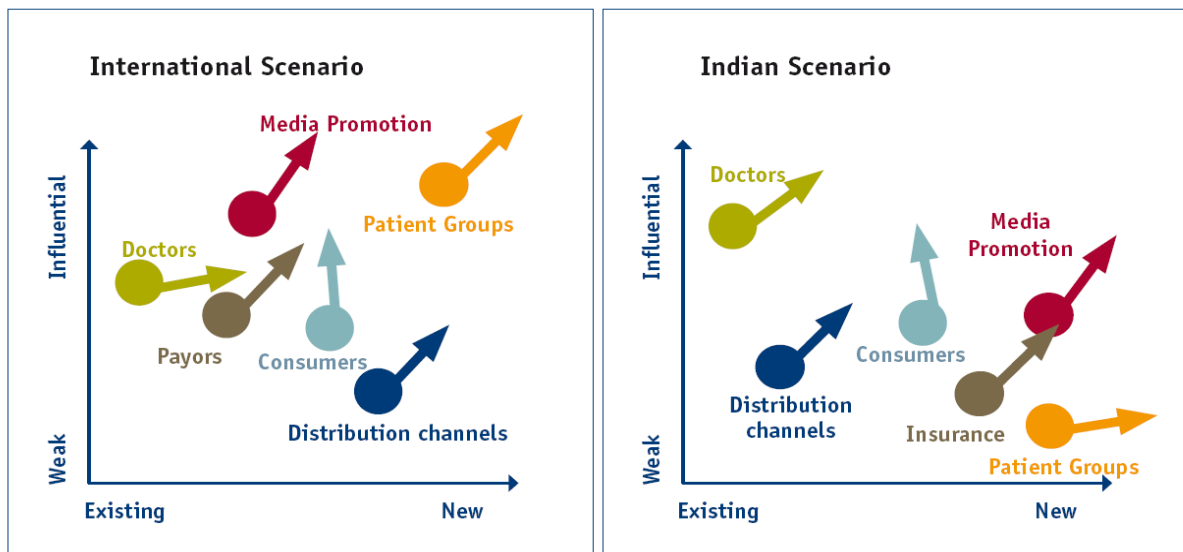 International Scenario
Media Promotion
Patient Groups
Doctors
Payors
Consumers
Distribution channels
Influential
Weak
Existing
New
Indian Scenario
Doctors
Media
Promotion
Consumers
Distribution
channels
Insurance
Patient Groups
Influential
Weak
Existing
New